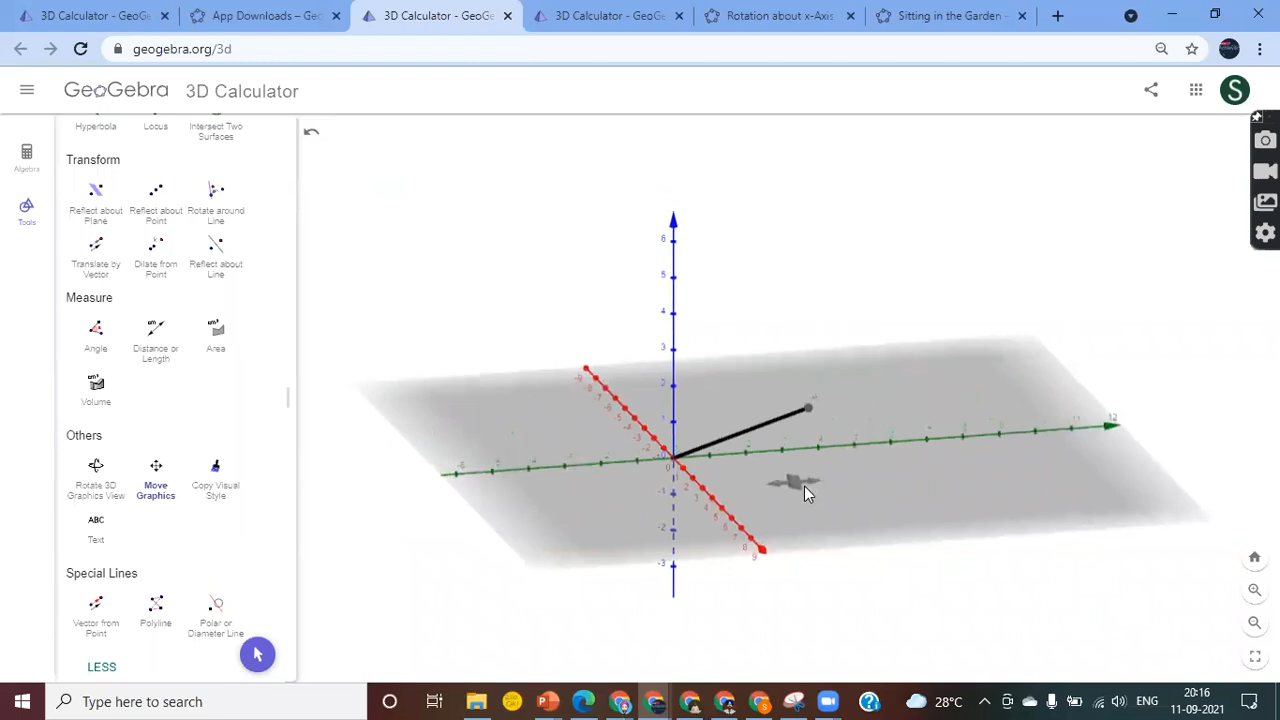 3D Calculator - GeoGebra
App Downloads – GeoG
3D Calculator - GeoGebra
3D Calculator - GeoGeb
Rotation about x-Axis
Sitting in the Garden -
geogebra.org/3d
GeoGebra 3D Calculator
S
Algebra
Tools
Hyperbola Locus Intersect Two Surfaces
Transform
Reflect about Plane
Reflect about Point
Rotate around Line
Translate by Vector
Dilate from Point
Reflect about Line
Measure
Angle
Distance or Length
Area
Volume
Others
Rotate 3D Graphics View
Move Graphics
Copy Visual Style
ABC
Text
Special Lines
Vector from Point
Polyline
Polar or Diameter Line
LESS
6
5
4
3
2
1
0
-1
-2
-3
12
Type here to search
28°C
ENG
20:16
11-09-2021